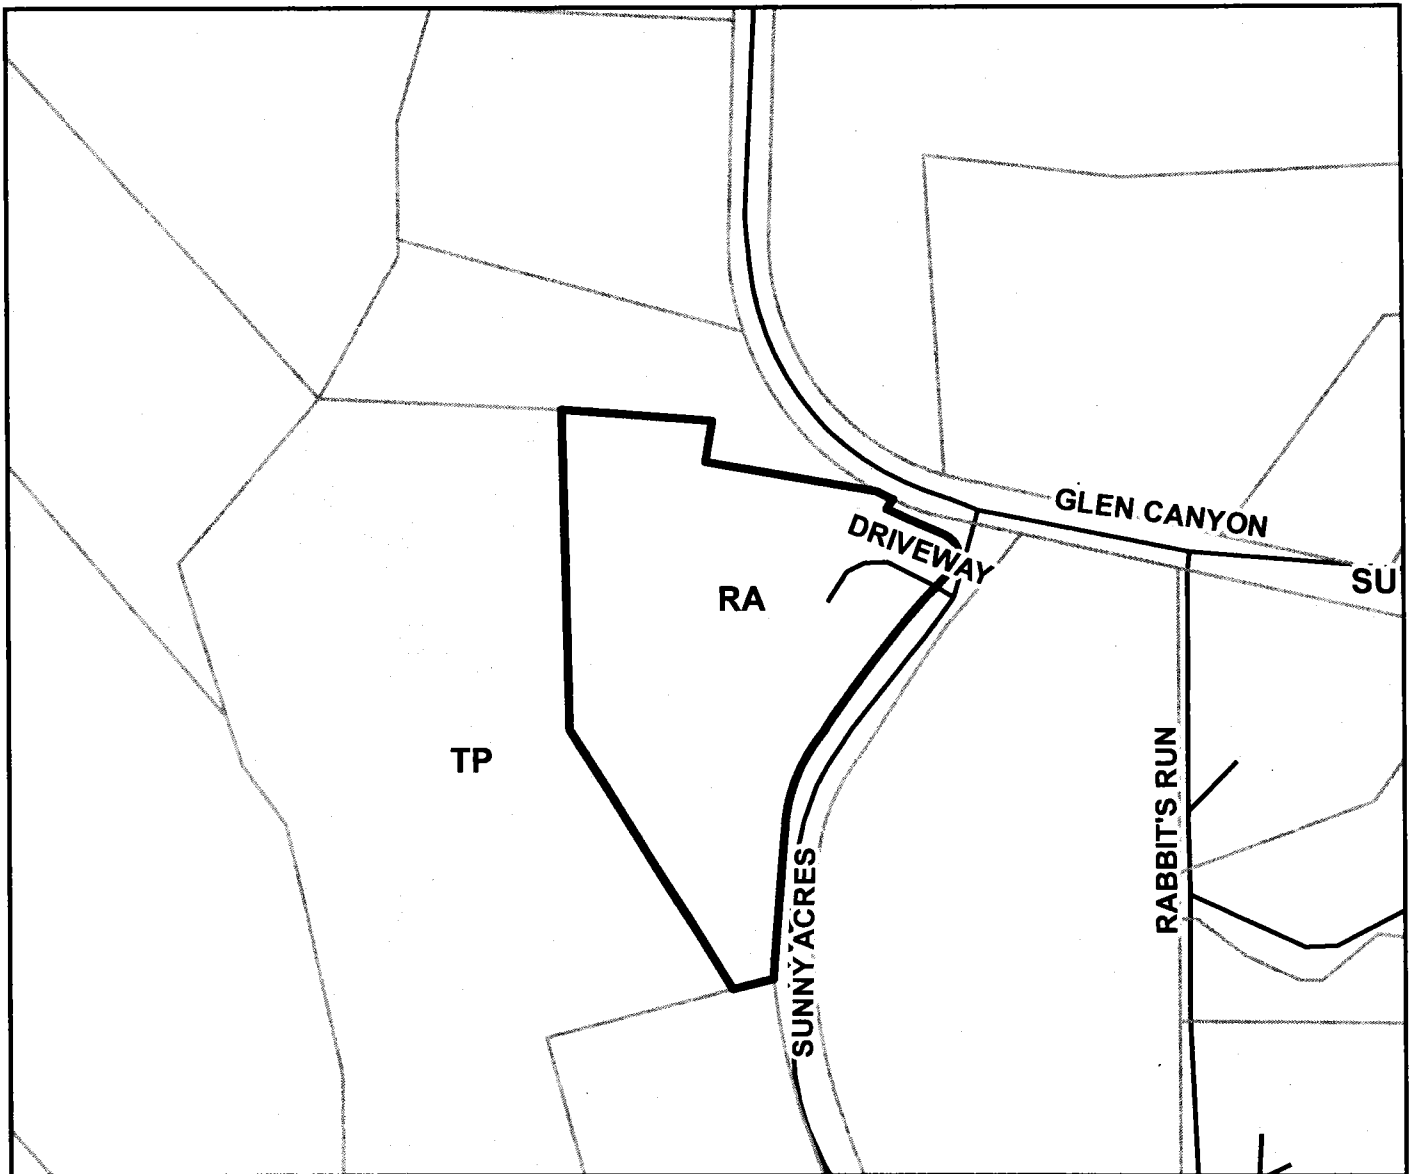 GLEN CANYON
DRIVEWAY
SU
RA
TP
RABBIT'S RUN
SUNNY ACRES